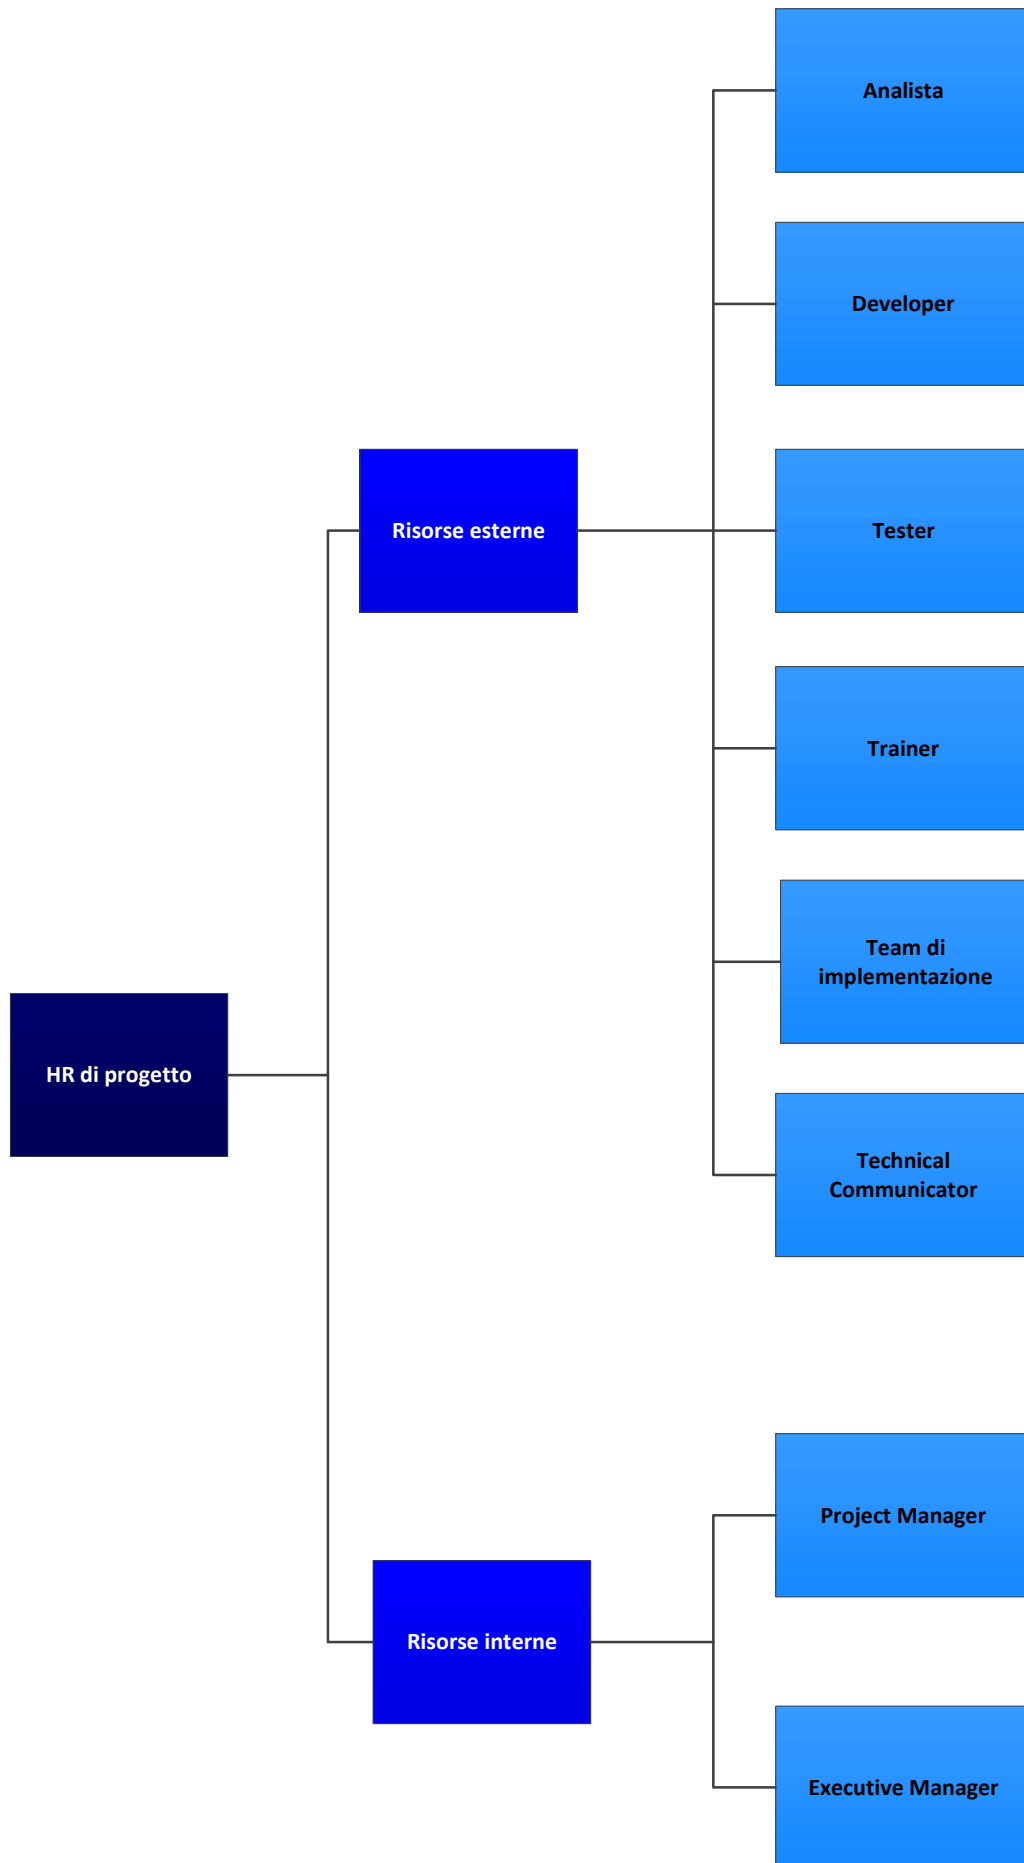 Analista
Developer
Risorse esterne
Tester
Trainer
Team di
implementazione
HR di progetto
Technical
Communicator
Project Manager
Risorse interne
Executive Manager